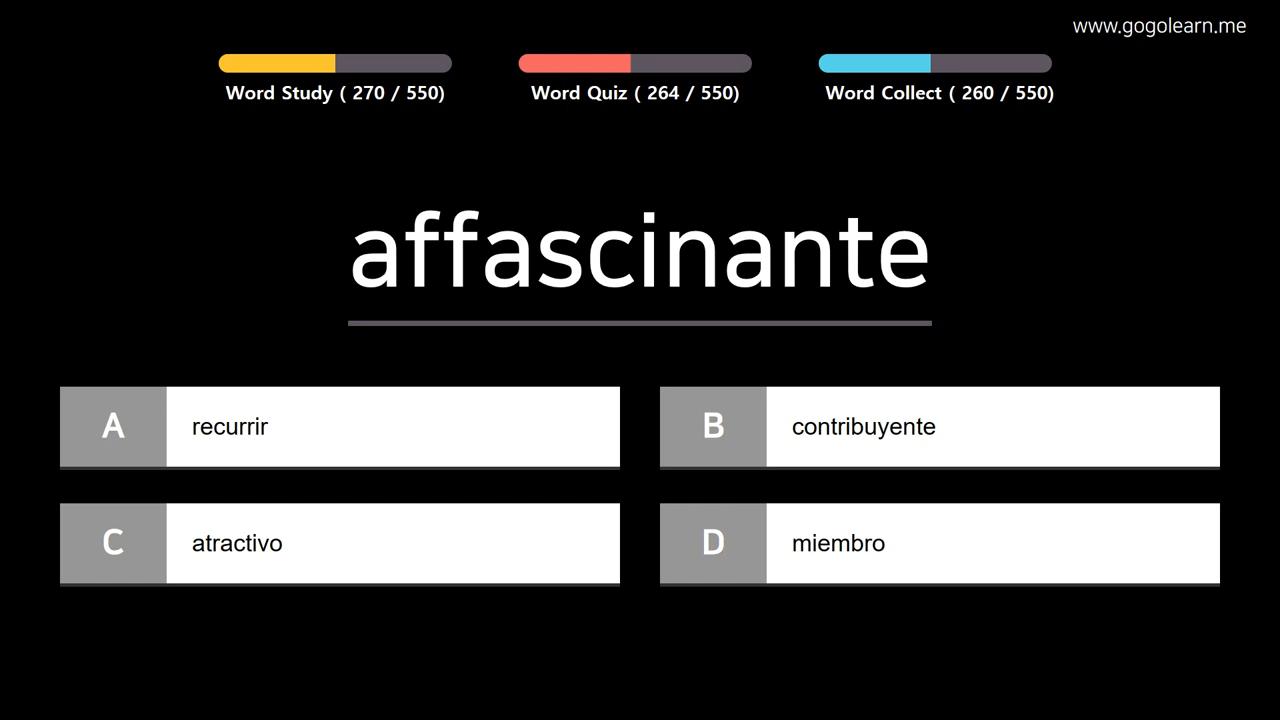 www.gogolearn.me
Word Study ( 270 / 550)
Word Quiz ( 264 / 550)
Word Collect ( 260 / 550)
affascinante
A recurrir
B contribuyente
C atractivo
D miembro